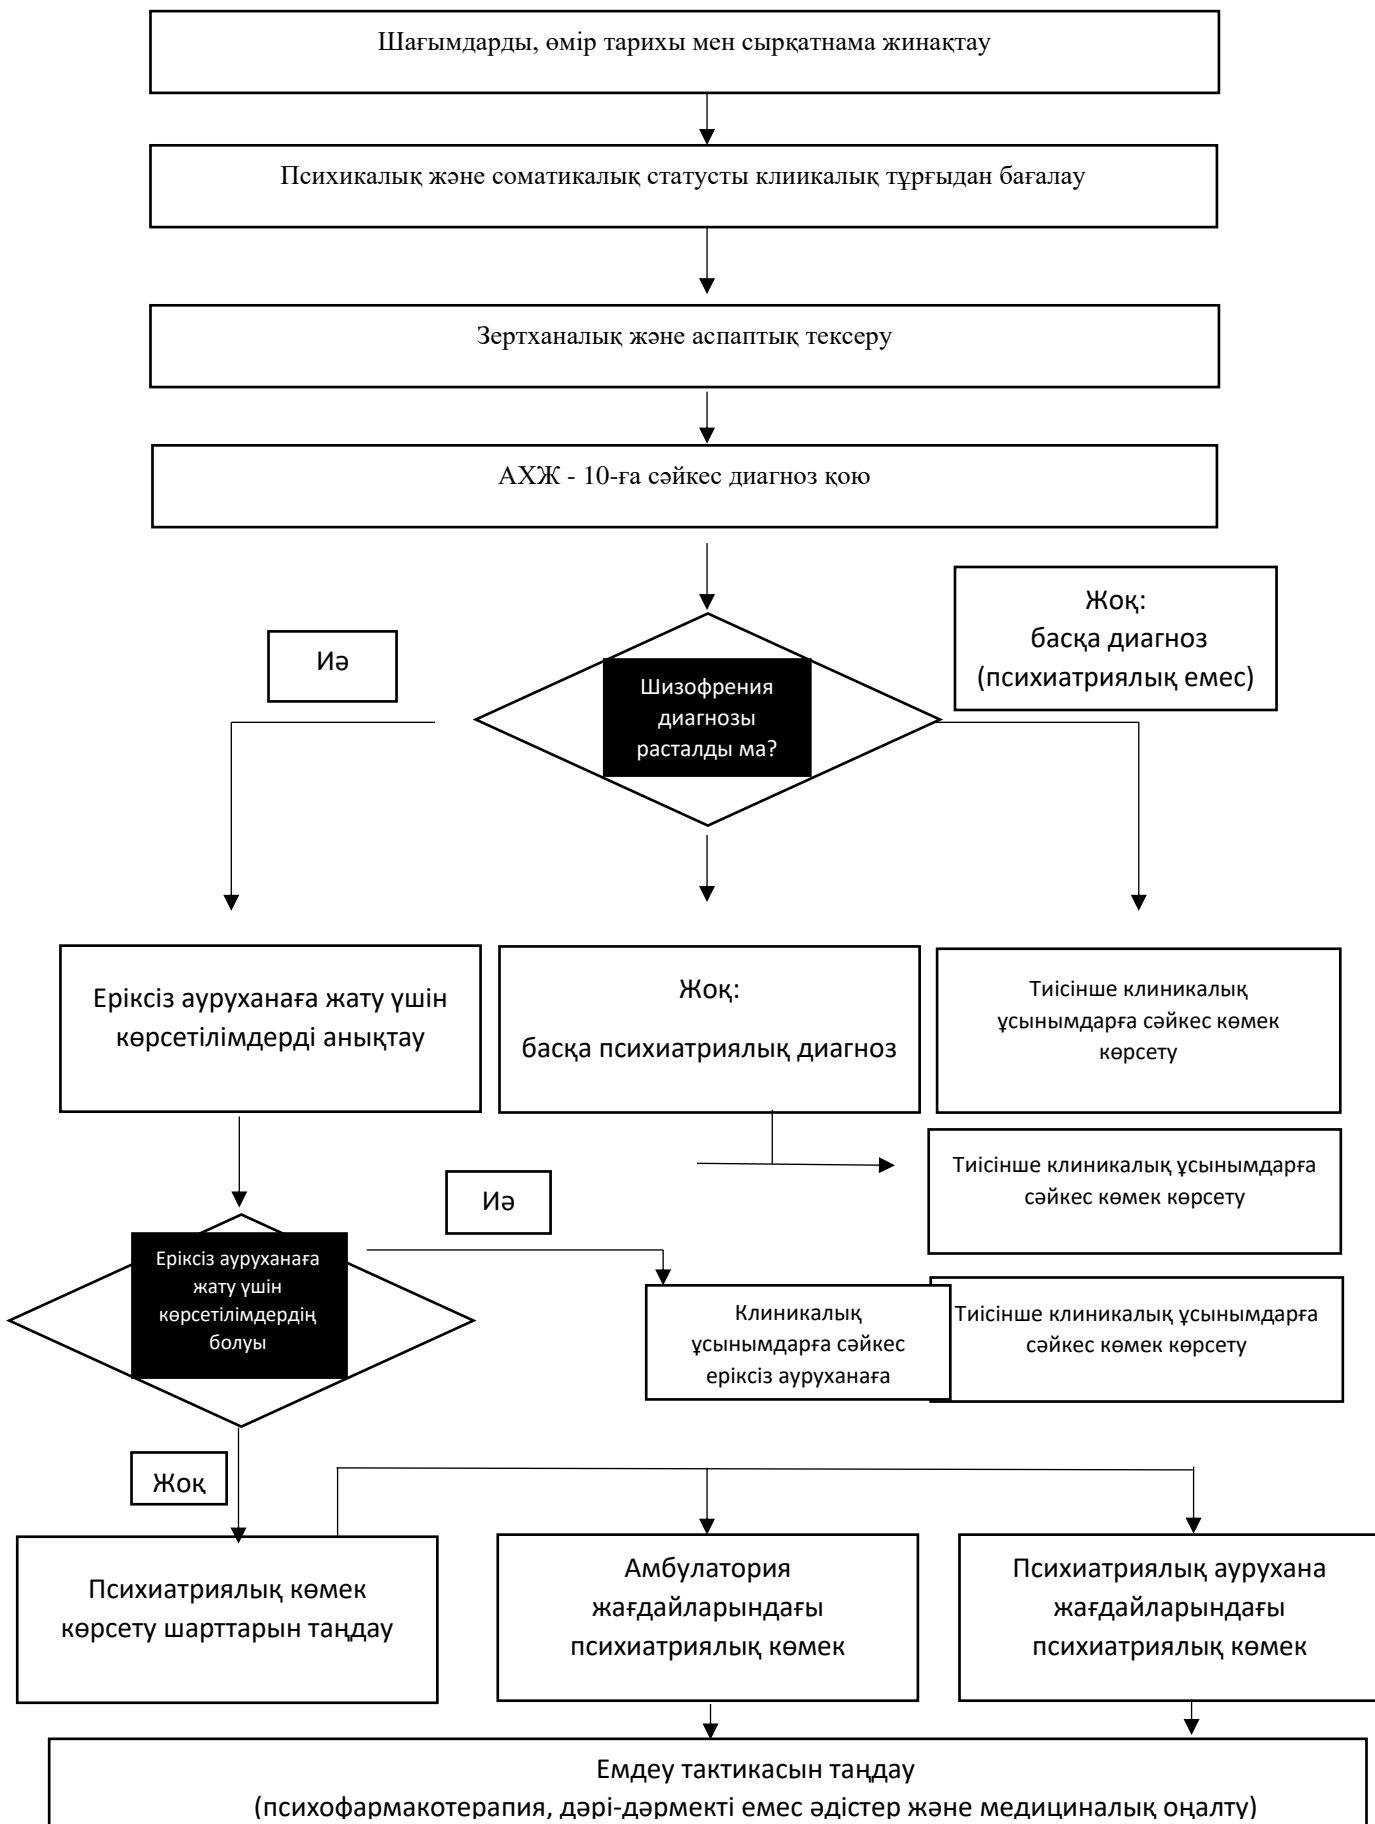 Шағымдарды, өмір тарихы мен сырқатнама жинақтау
Психикалық және соматикалық статусты клиикалық тұрғыдан бағалау
Зертханалық және аспаптық тексеру
АХЖ - 10-ға сәйкес диагноз қою
Жоқ:
басқа диагноз
(психиатриялық емес)
Иә
Шизофрения
диагнозы
расталды ма?
Еріксіз ауруханаға жату үшін
көрсетілімдерді анықтау
Жоқ:
басқа психиатриялық диагноз
Тиісінше клиникалық
ұсынымдарға сәйкес көмек
көрсету
Тиісінше клиникалық ұсынымдарға
сәйкес көмек көрсету
Иә
Еріксіз ауруханаға
жату үшін
көрсетілімдердің
болуы
Клиникалық
ұсынымдарға сәйкес
еріксіз ауруханаға
Тиісінше клиникалық ұсынымдарға
сәйкес көмек көрсету
Жоқ
Психиатриялық көмек
көрсету шарттарын таңдау
Амбулатория
жағдайларындағы
психиатриялық көмек
Психиатриялық аурухана
жағдайларындағы
психиатриялық көмек
Емдеу тактикасын таңдау
(психофармакотерапия, дәрі-дәрмекті емес әдістер және медициналық оңалту)